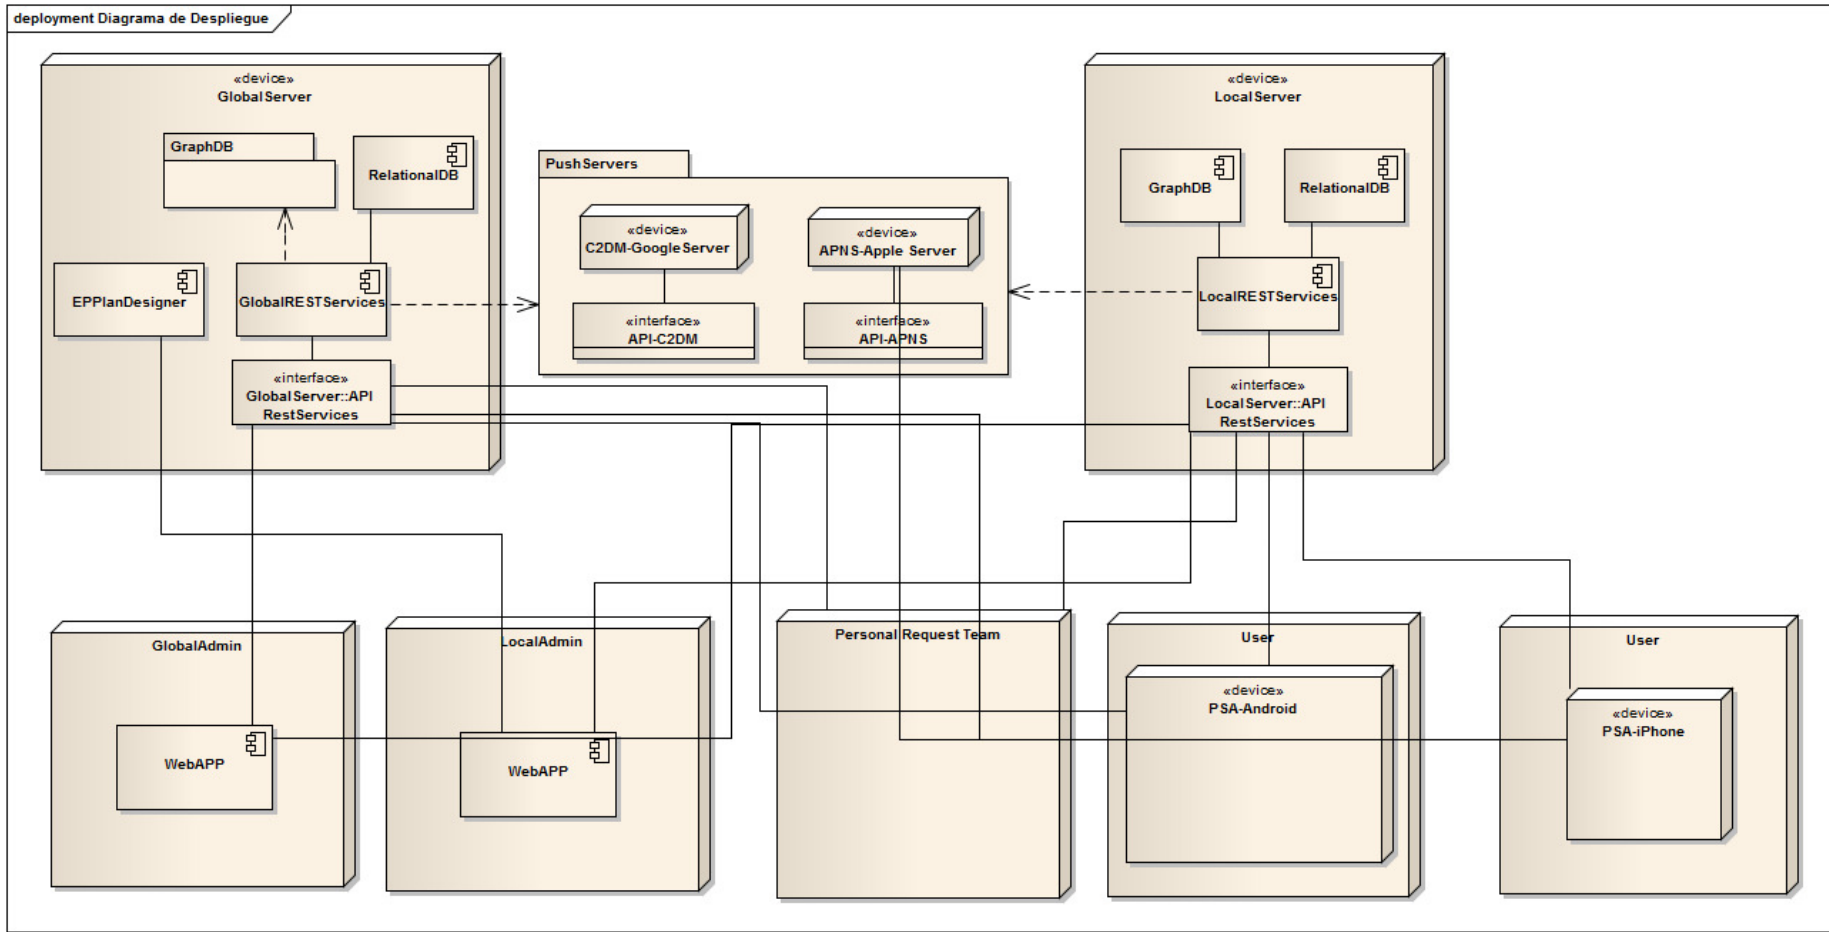 deployment Diagrama de Despliegue
«device»
GlobalServer
GraphDB
RelationalDB
EPPlanDesigner
GlobalRESTServices
«interface»
GlobalServer::API
RestServices
PushServers
«device»
C2DM-GoogleServer
«device»
APNS-Apple Server
«interface»
API-C2DM
«interface»
API-APNS
«device»
LocalServer
GraphDB
RelationalDB
LocalRESTServices
«interface»
LocalServer::API
RestServices
GlobalAdmin
WebAPP
LocalAdmin
WebAPP
Personal Request Team
User
«device»
PSA-Android
User
«device»
PSA-iPhone